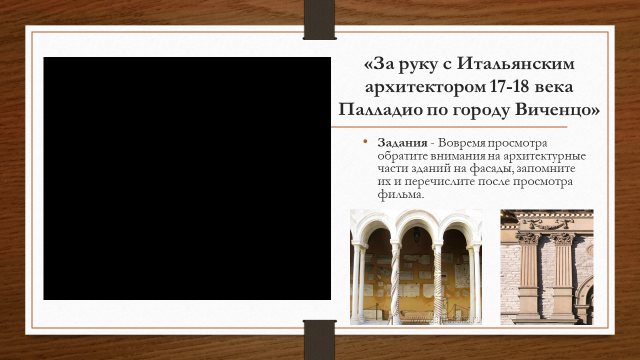 «За руку с Итальянским
архитектором 17-18 века
Палладио по городу Виченцо»
• Задания - Вовремя просмотра
обратите внимания на архитектурные
части зданий на фасады, запомните
их и перечислите после просмотра
фильма.